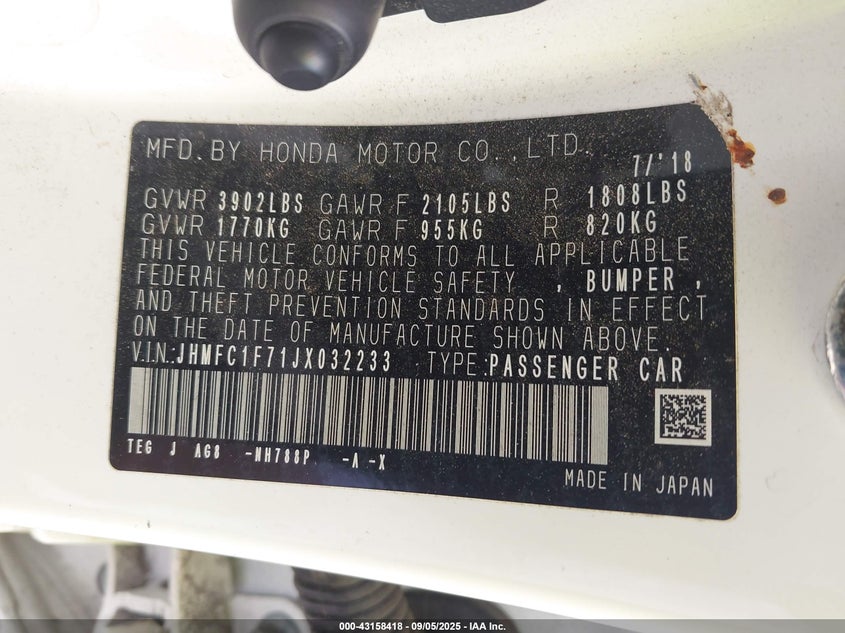 MFD. BY HONDA MOTOR CO., LTD. 7/'18
GVWR 3902LBS GAWR F 2105LBS R 1808LBS
GVWR 1770KG GAWR F 955KG R 820KG
THIS VEHICLE CONFORMS TO ALL APPLICABLE
FEDERAL MOTOR VEHICLE SAFETY , BUMPER ,
AND THEFT PREVENTION STANDARDS IN EFFECT
ON THE DATE OF MANUFACTURE SHOWN ABOVE.
V.I.N.:JHMFC1F71JX032233 TYPE:PASSENGER CAR
TEG J AG8 -NH788P -A -X
MADE IN JAPAN
000-43158418 - 09/05/2025 - IAA Inc.